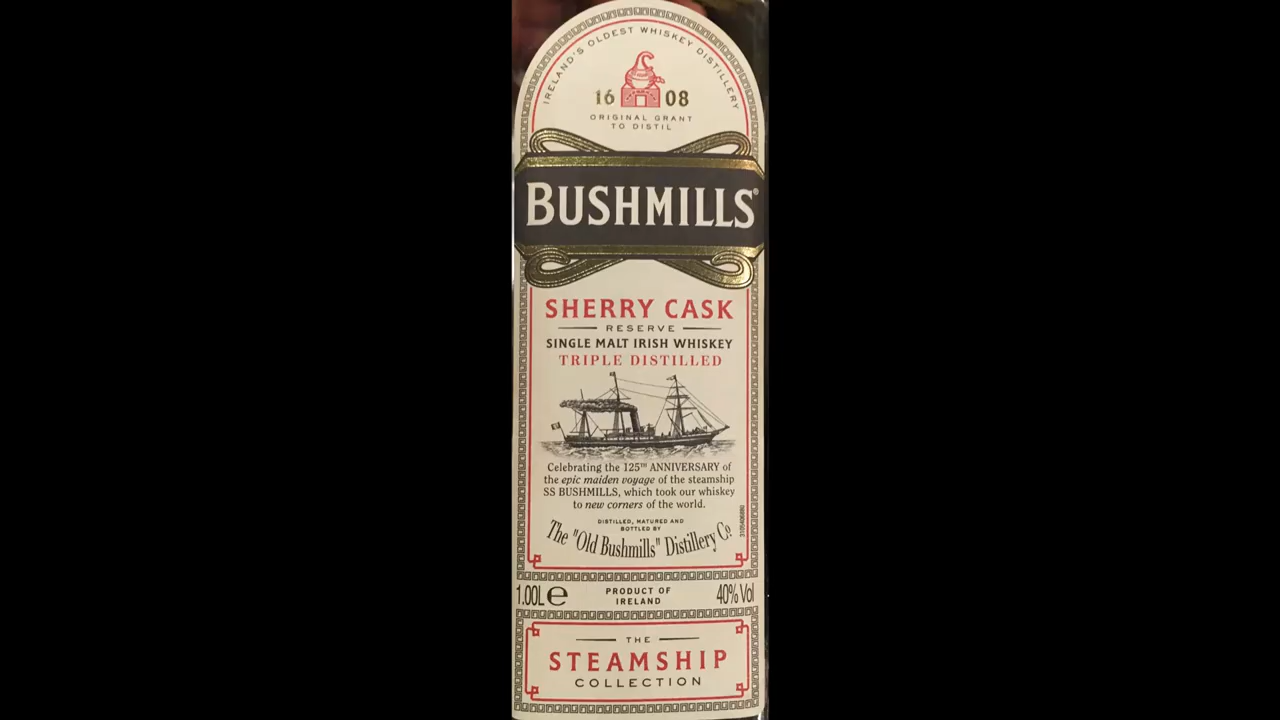 IRELAND'S OLDEST WHISKEY DISTILLERY
16 08
ORIGINAL GRANT
TO DISTIL
BUSHMILLS®
SHERRY CASK
RESERVE
SINGLE MALT IRISH WHISKEY
TRIPLE DISTILLED
Celebrating the 125TH ANNIVERSARY of
the epic maiden voyage of the steamship
SS BUSHMILLS, which took our whiskey
to new corners of the world.
DISTILLED, MATURED AND
BOTTLED BY
The "Old Bushmills" Distillery Co
1.00L e
PRODUCT OF
IRELAND
40% Vol
THE
STEAMSHIP
COLLECTION